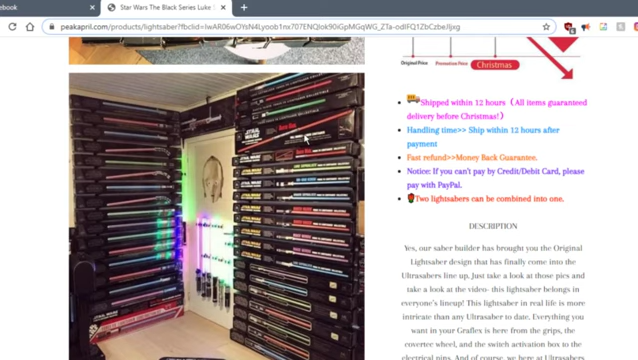 ebook
Star Wars The Black Series Luke
peakapril.com/products/lightsaber?fbclid=
Original Price
Promotion Price
Christmas
Shipped within 12 hours（All items guaranteed
delivery before Christmas!）
Handling time>> Ship within 12 hours after
payment
Fast refund>>Money Back Guarantee.
Notice: If you can't pay by Credit/Debit Card, please
pay with PayPal.
Two lightsabers can be combined into one.
DESCRIPTION
Yes, our saber builder has brought you the Original
Lightsaber design that has finally come into the
Ultrasabers line up. Just take a look at those pics and
take a look at the video- this lightsaber belongs in
everyone's lineup! This lightsaber in real life is more
intricate than any Ultrasaber to date. Everything you
want in your Graflex is here from the grips, the
covertec wheel, and the switch activation box to the
electrical pins. And of course, we here at Ultrasabers